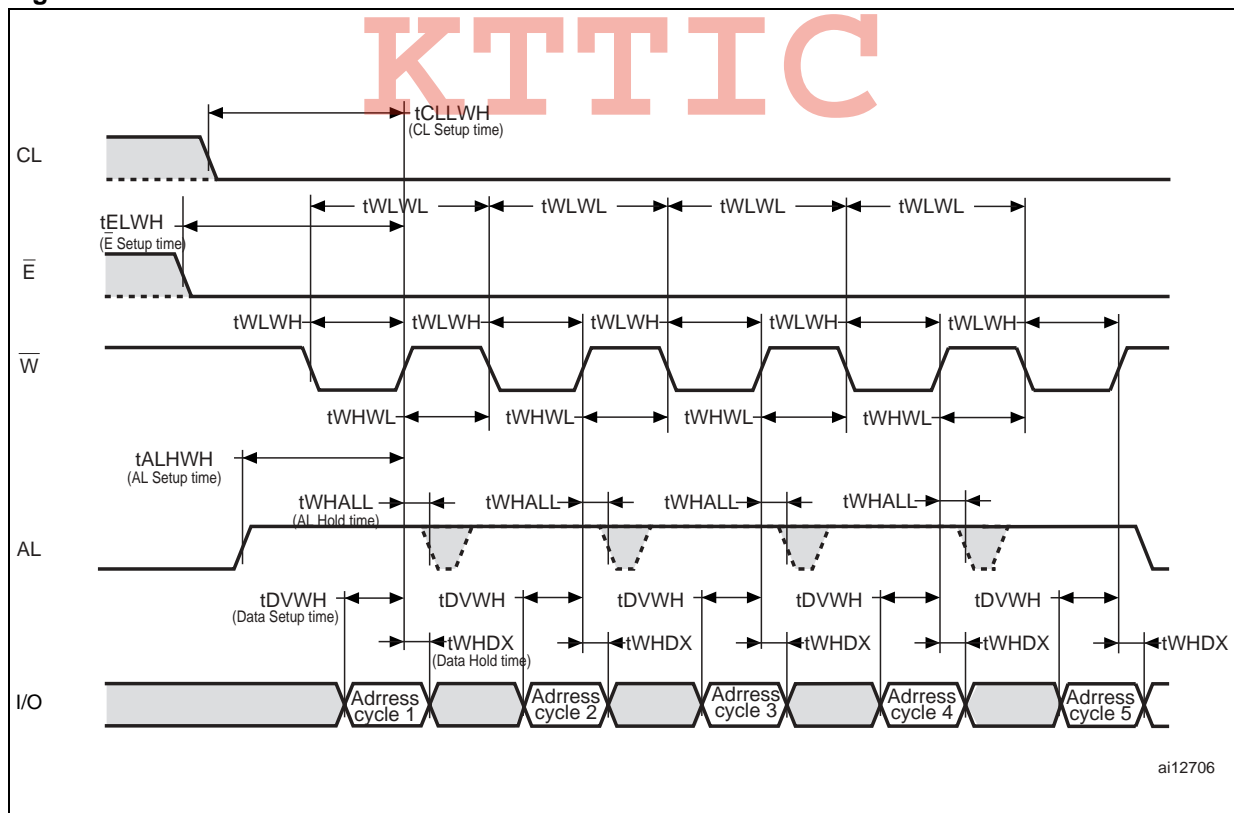 KTTIC
tCLLWH
(CL Setup time)
CL
tWLWL tWLWL tWLWL tWLWL
tELWH
(E̅ Setup time)
E̅
tWLWH tWLWH tWLWH tWLWH tWLWH
W̅
tWHWL tWHWL tWHWL tWHWL
tALHWH
(AL Setup time)
tWHALL tWHALL tWHALL tWHALL
(AL Hold time)
AL
tDVWH tDVWH tDVWH tDVWH tDVWH
(Data Setup time)
tWHDX tWHDX tWHDX tWHDX tWHDX
(Data Hold time)
I/O
Adrress cycle 1
Adrress cycle 2
Adrress cycle 3
Adrress cycle 4
Adrress cycle 5
ai12706